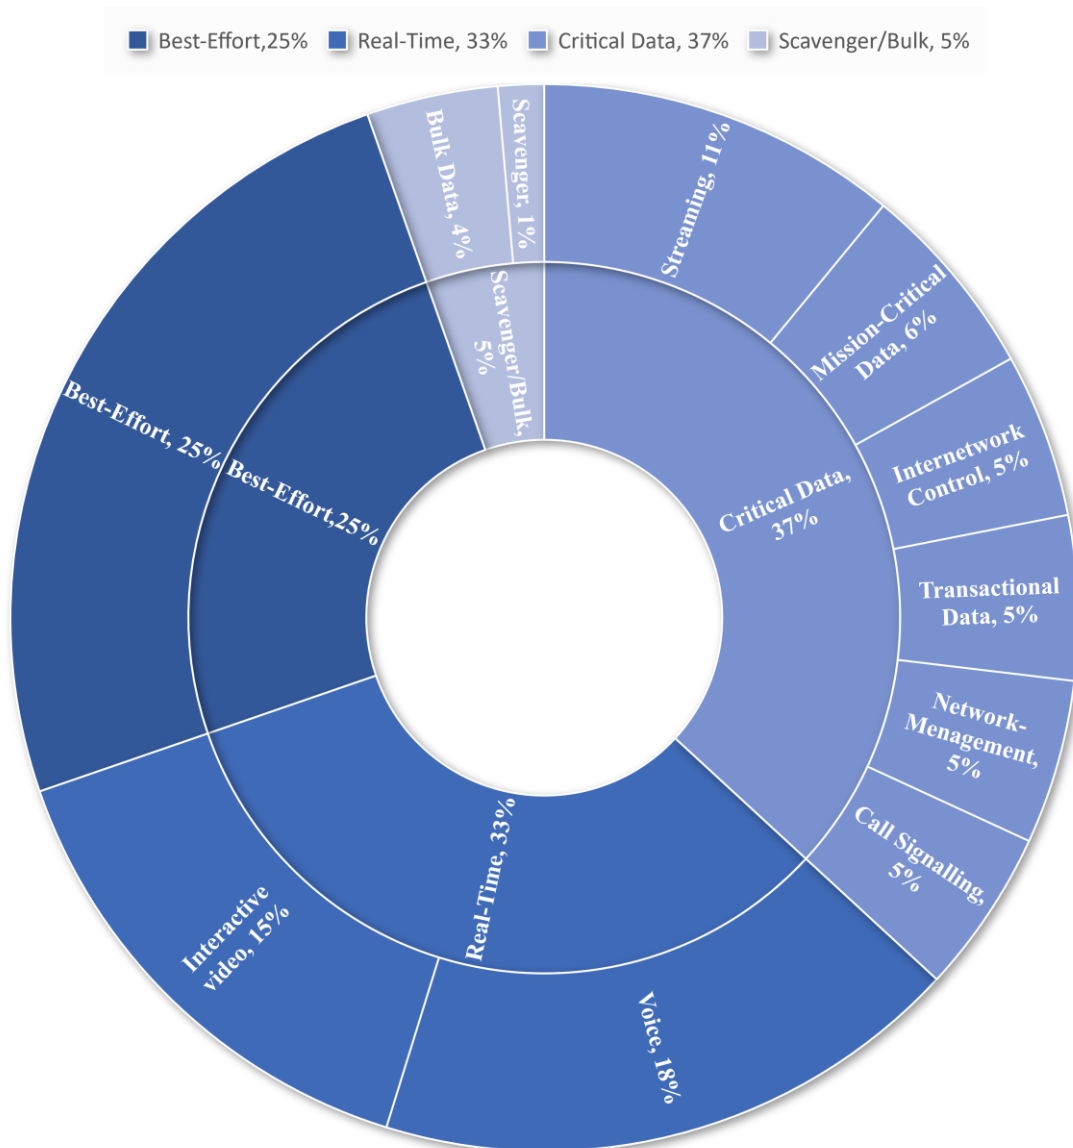 Best-Effort,25% Real-Time, 33% Critical Data, 37% Scavenger/Bulk, 5%
Streaming, 11%
Mission-Critical
Data, 6%
Internetwork
Control, 5%
Transactional
Data, 5%
Network-
Menagement,
5%
Call Signalling,
5%
Voice, 18%
Interactive
video, 15%
Best-Effort, 25%
Bulk Data, 4%
Scavenger, 1%
Critical Data,
37%
Real-Time, 33%
Best-Effort,25%
Scavenger/Bulk,
5%